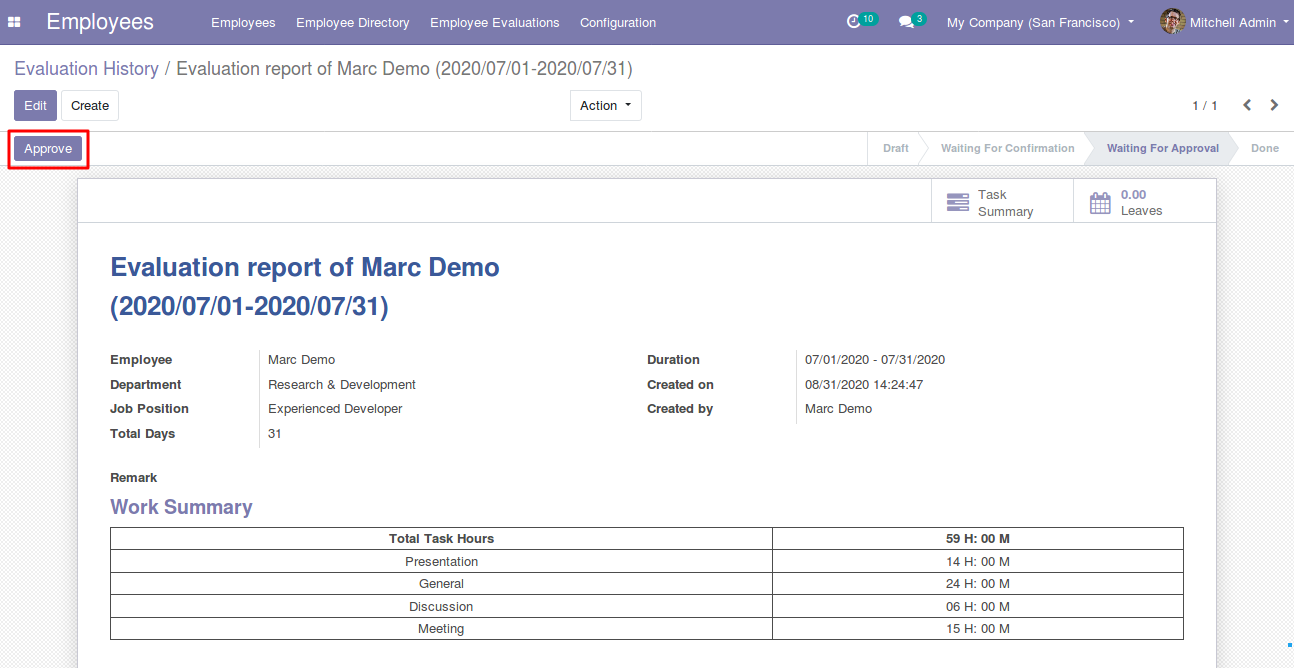 Employees Employees Employee Directory Employee Evaluations Configuration 10 3 My Company (San Francisco) Mitchell Admin
Evaluation History / Evaluation report of Marc Demo (2020/07/01-2020/07/31)
Edit Create Action 1 / 1
Approve Draft Waiting For Confirmation Waiting For Approval Done
Task
Summary
0.00
Leaves
Evaluation report of Marc Demo
(2020/07/01-2020/07/31)
Employee Marc Demo Duration 07/01/2020 - 07/31/2020
Department Research & Development Created on 08/31/2020 14:24:47
Job Position Experienced Developer Created by Marc Demo
Total Days 31
Remark
Work Summary
Total Task Hours 59 H: 00 M
Presentation 14 H: 00 M
General 24 H: 00 M
Discussion 06 H: 00 M
Meeting 15 H: 00 M